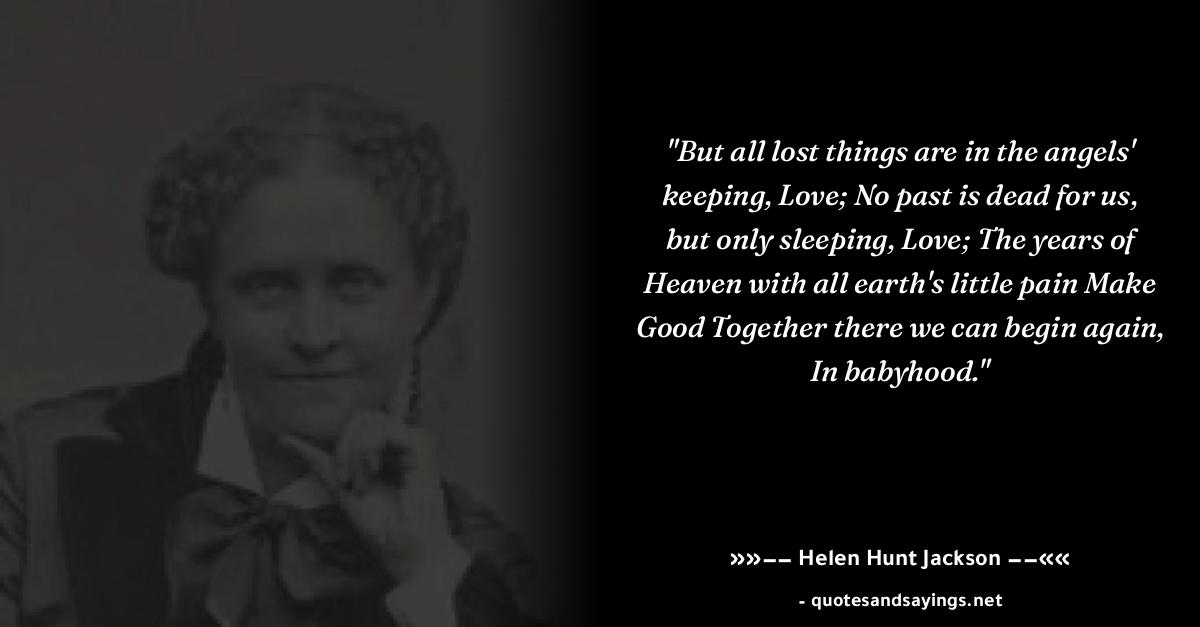 "But all lost things are in the angels'
keeping, Love; No past is dead for us,
but only sleeping, Love; The years of
Heaven with all earth's little pain Make
Good Together there we can begin again,
In babyhood."
»»–– Helen Hunt Jackson ––««
- quotesandsayings.net